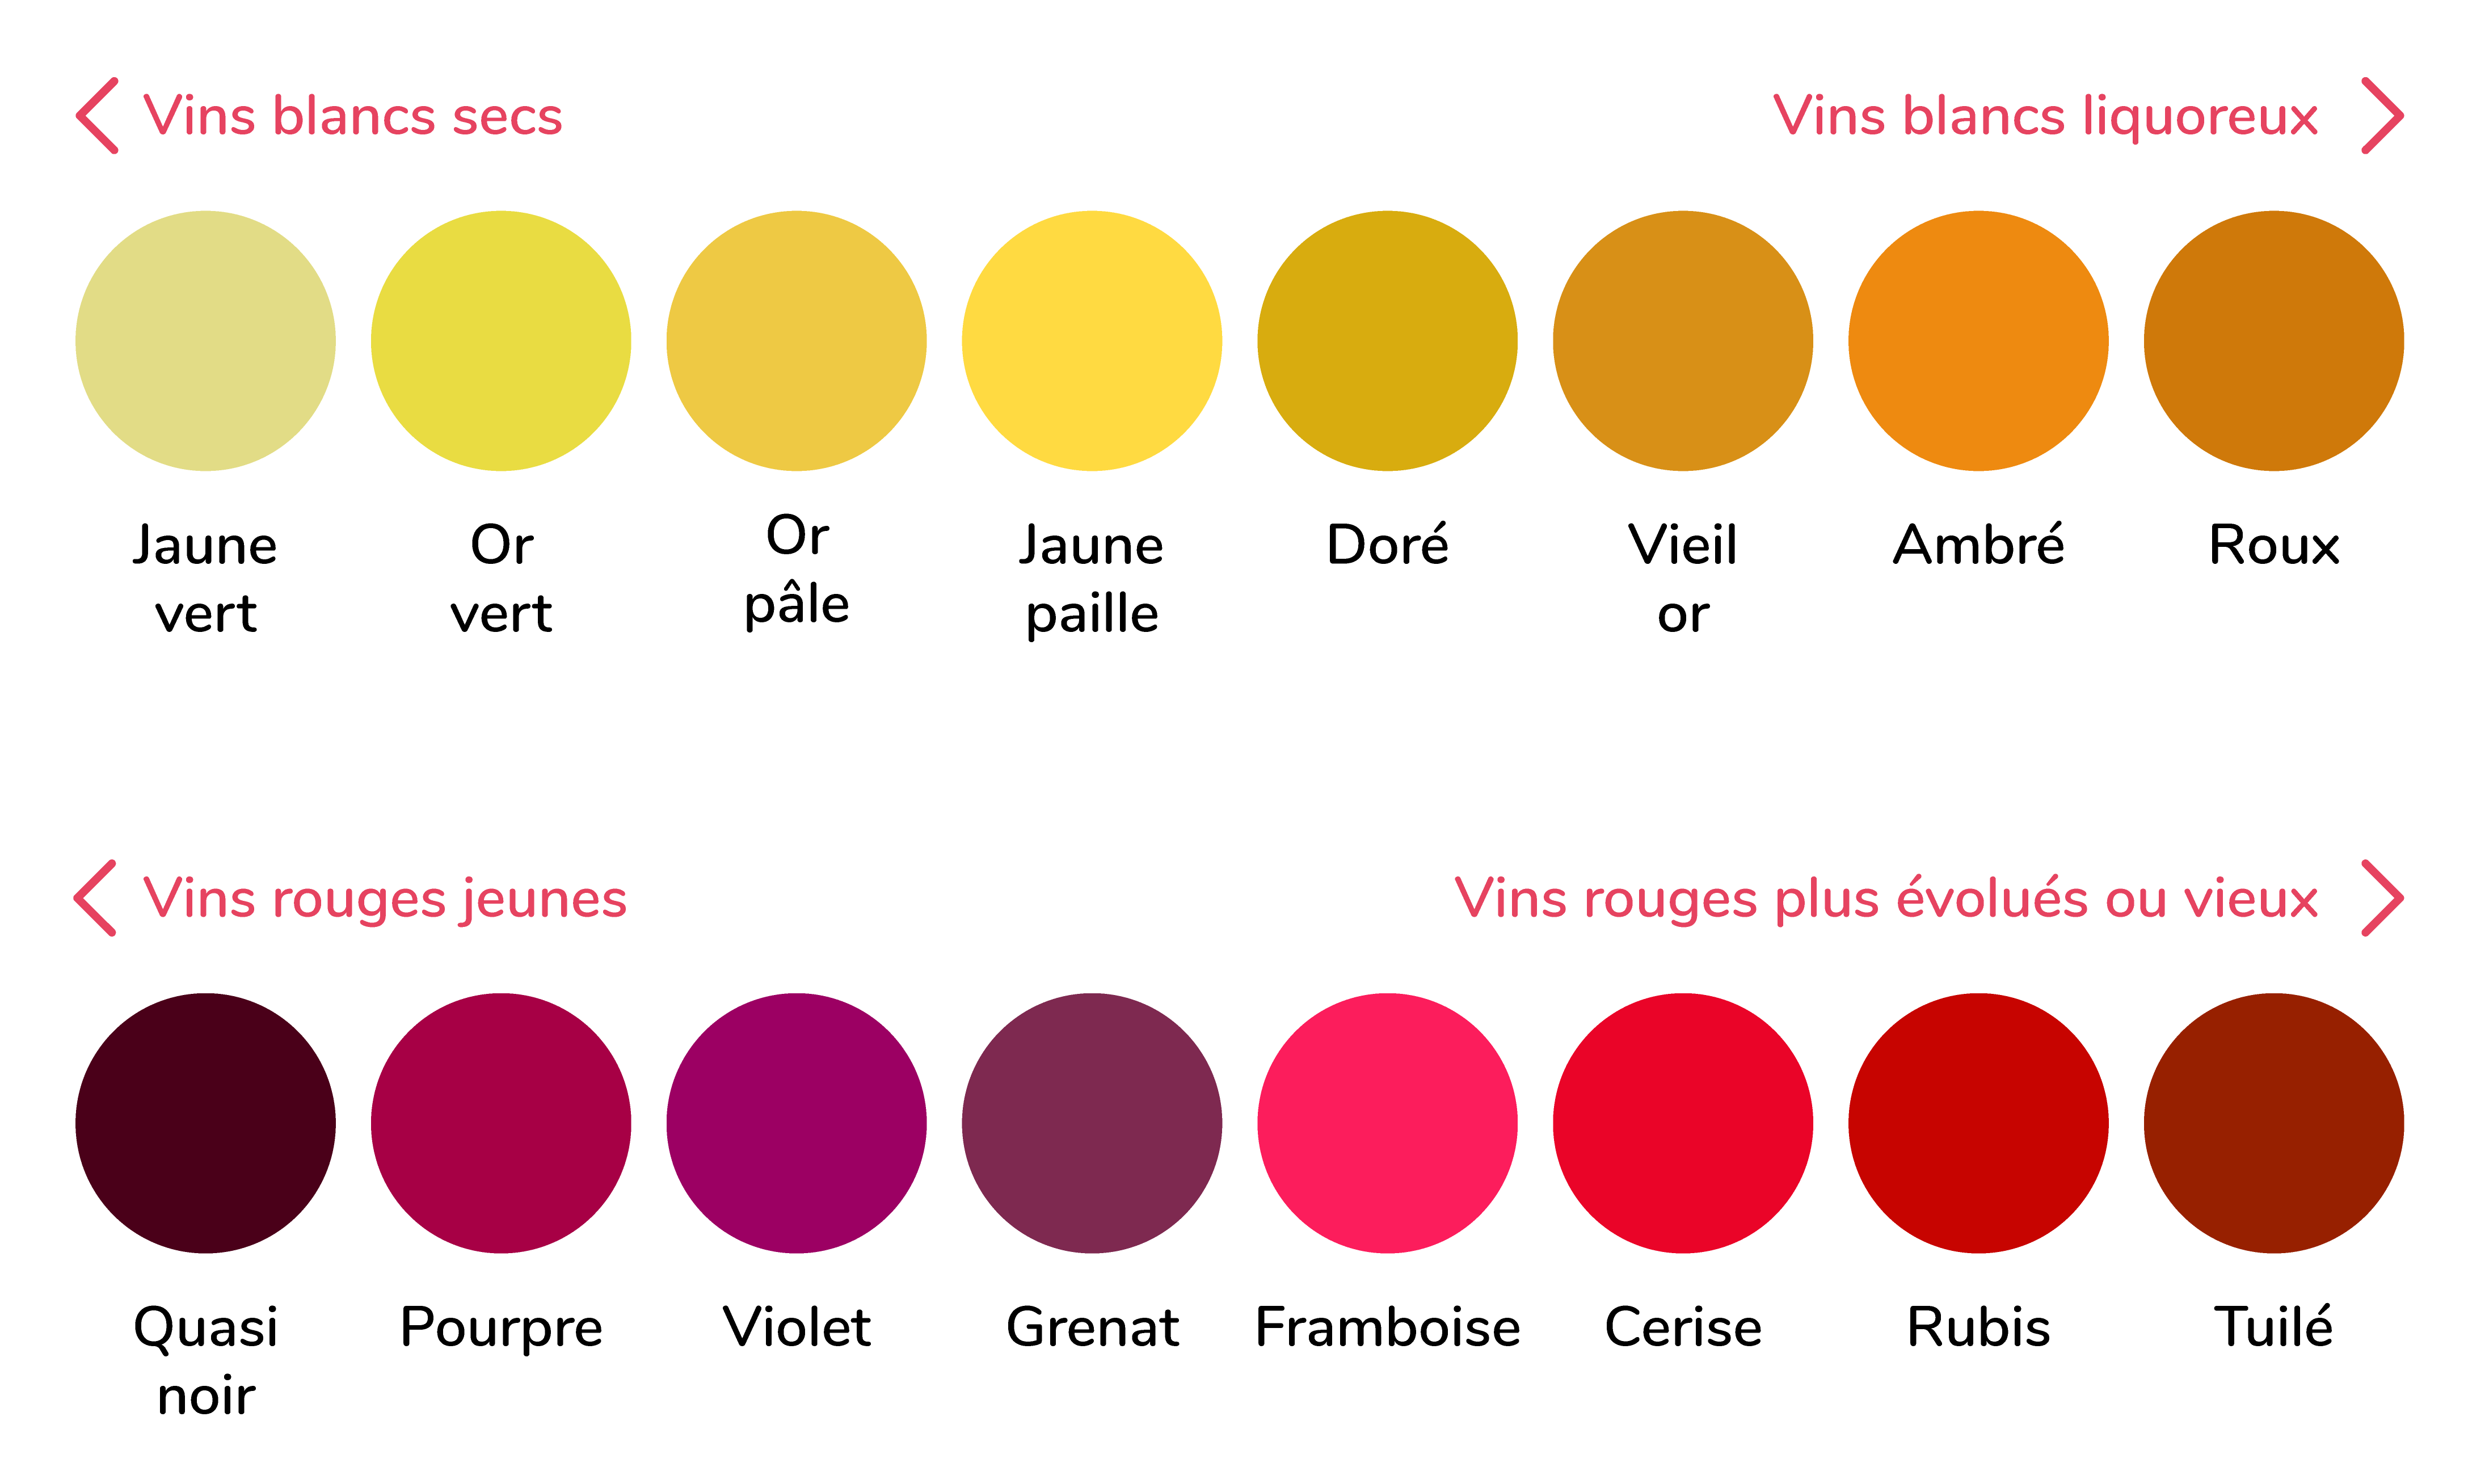 Vins blancs secs
Vins blancs liquoreux
Jaune
vert
Or
vert
Or
pâle
Jaune
paille
Doré
Vieil
or
Ambré
Roux
Vins rouges jeunes
Vins rouges plus évolués ou vieux
Quasi
noir
Pourpre
Violet
Grenat
Framboise
Cerise
Rubis
Tuilé